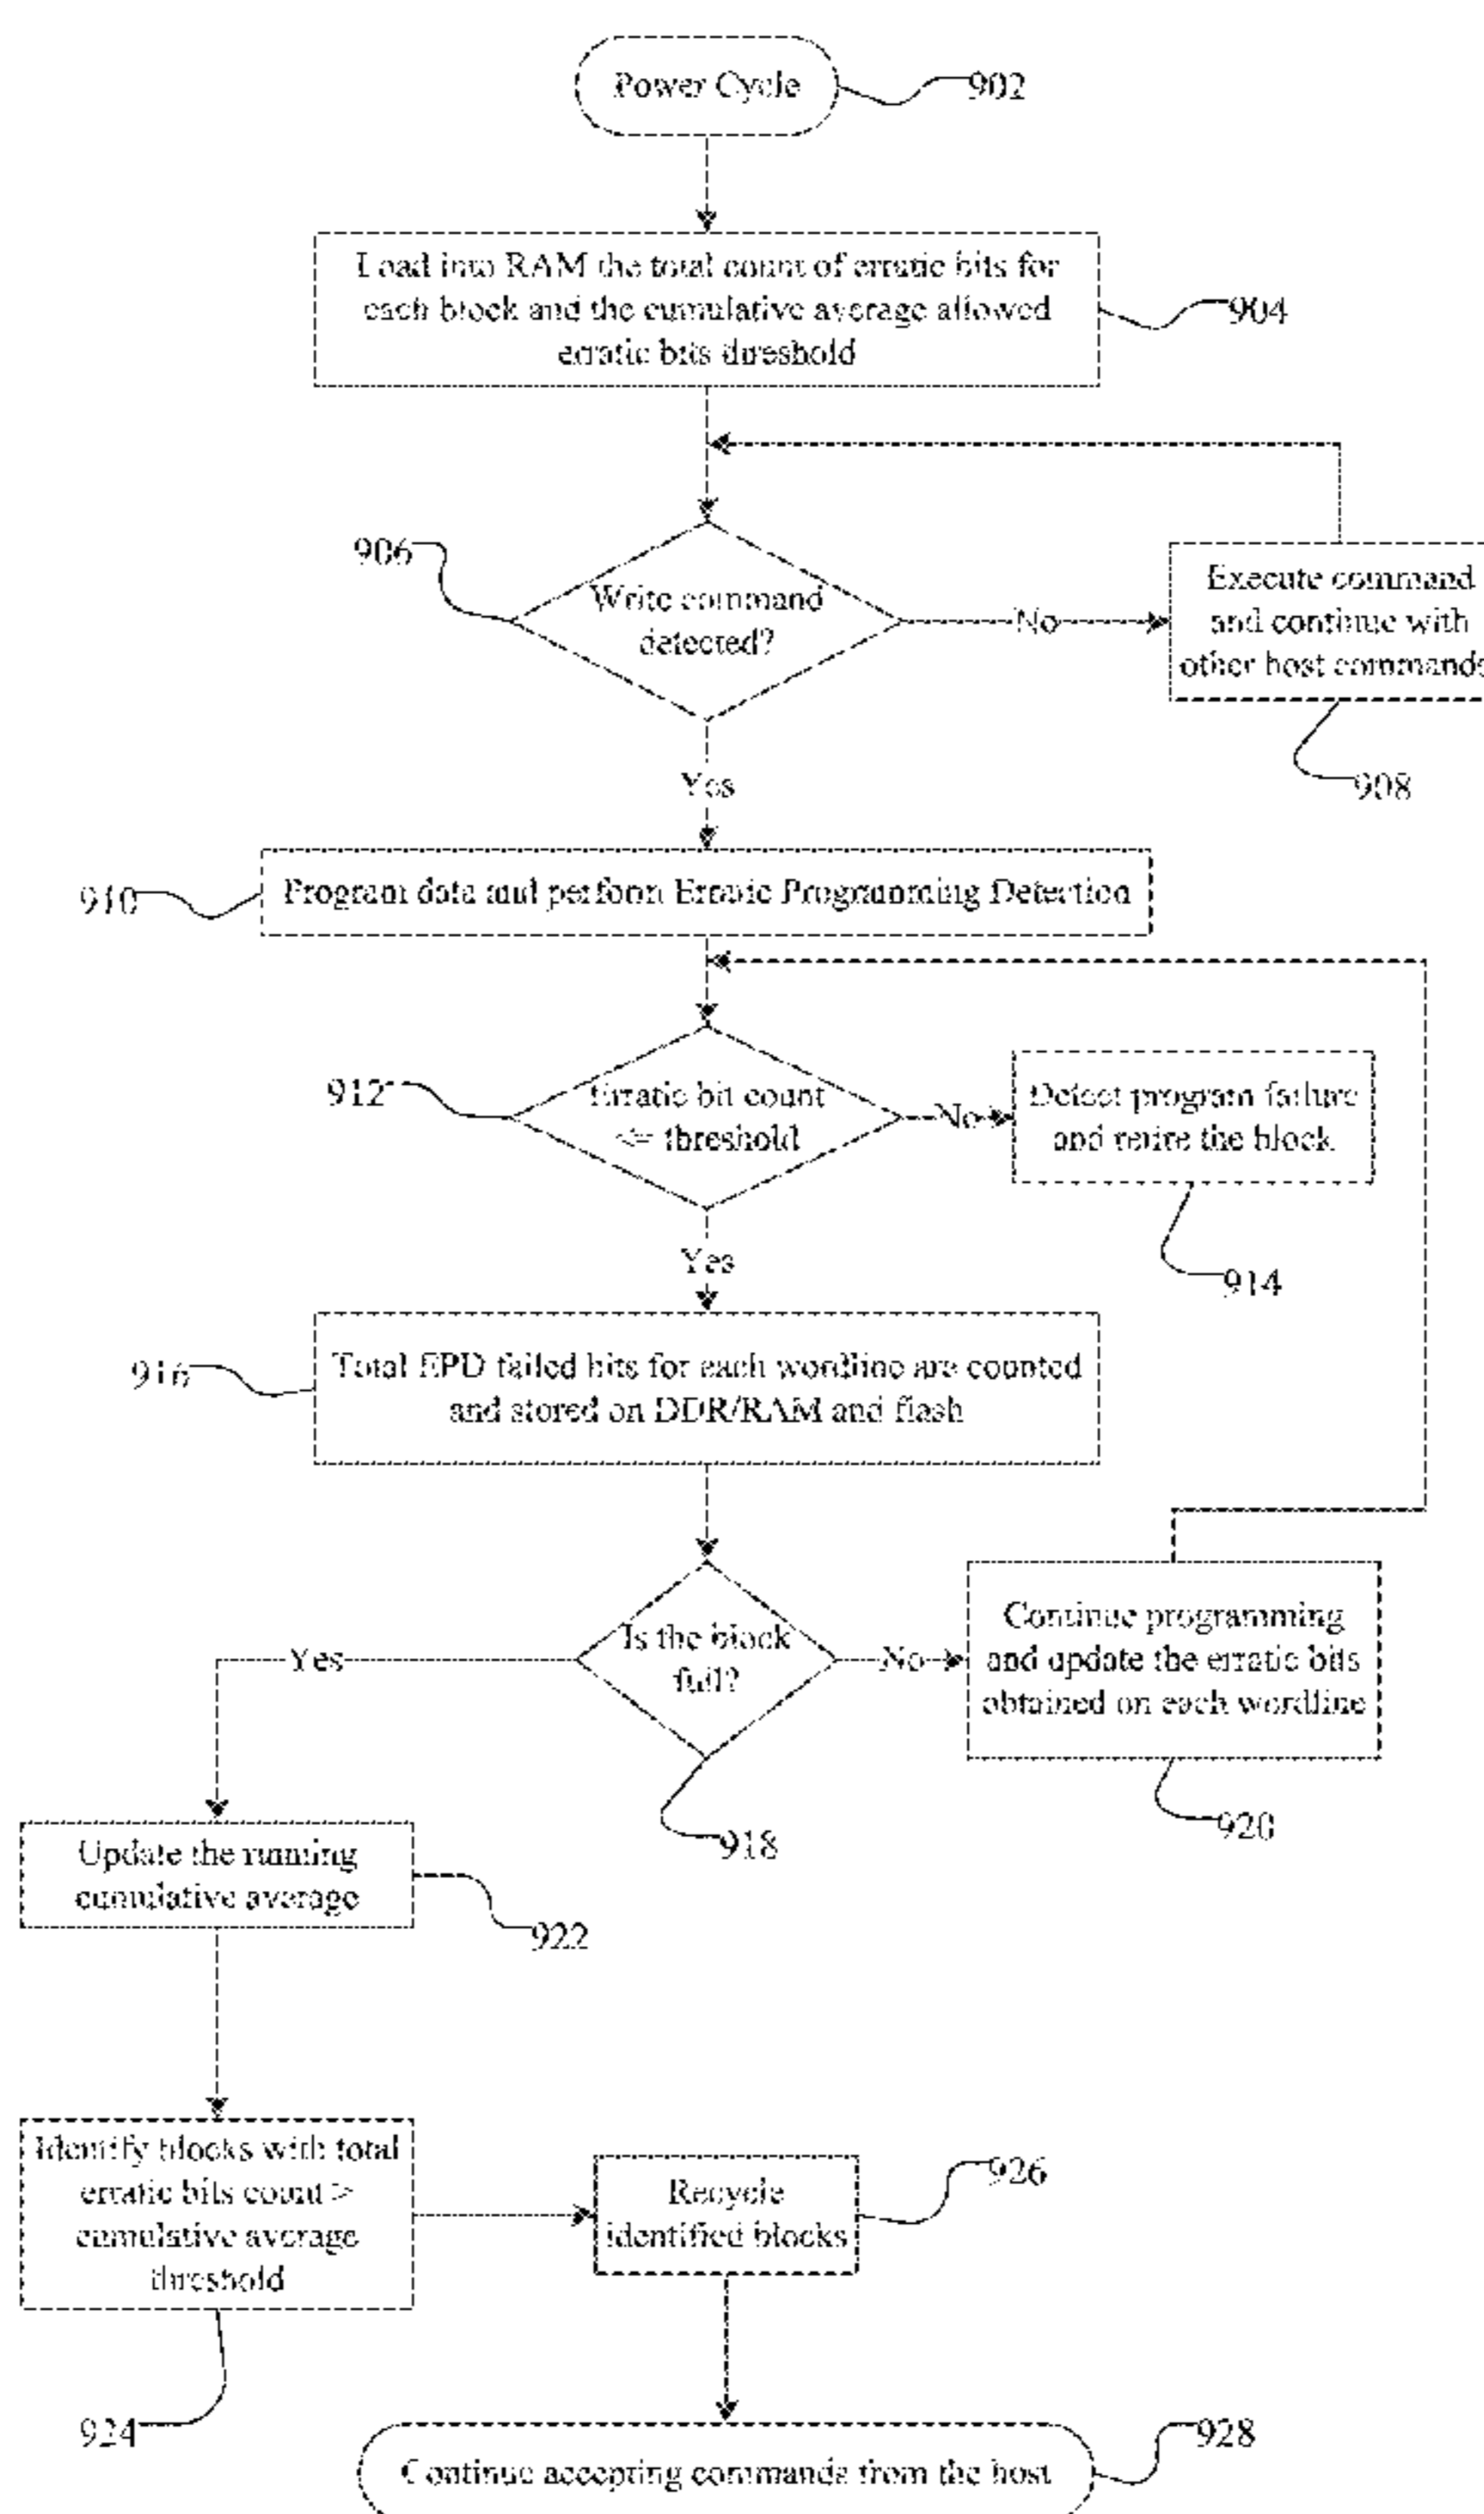 Power Cycle
902
Load into RAM the total count of erratic bits for
each block and the cumulative average allowed
erratic bits threshold
904
906
Write command
detected?
No
Execute command
and continue with
other host commands
908
Yes
910
Program data and perform Erratic Programming Detection
912
Erratic bit count
<= threshold
No
Detect program failure
and retire the block
914
Yes
916
Total EPD failed bits for each wordline are counted
and stored on DDR/RAM and flash
Yes
Is the block
full?
No
Continue programming
and update the erratic bits
obtained on each wordline
918
920
Update the running
cumulative average
922
Identify blocks with total
erratic bits count >
cumulative average
threshold
Recycle
identified blocks
926
924
Continue accepting commands from the host
928